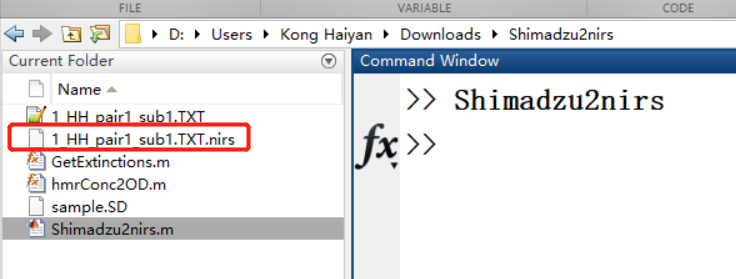 FILE VARIABLE CODE
D: Users Kong Haiyan Downloads Shimadzu2nirs
Current Folder
Command Window
Name
>> Shimadzu2nirs
1_HH_pair1_sub1.TXT
1_HH_pair1_sub1.TXT.nirs
fx >>
GetExtinctions.m
hmrConc2OD.m
sample.SD
Shimadzu2nirs.m